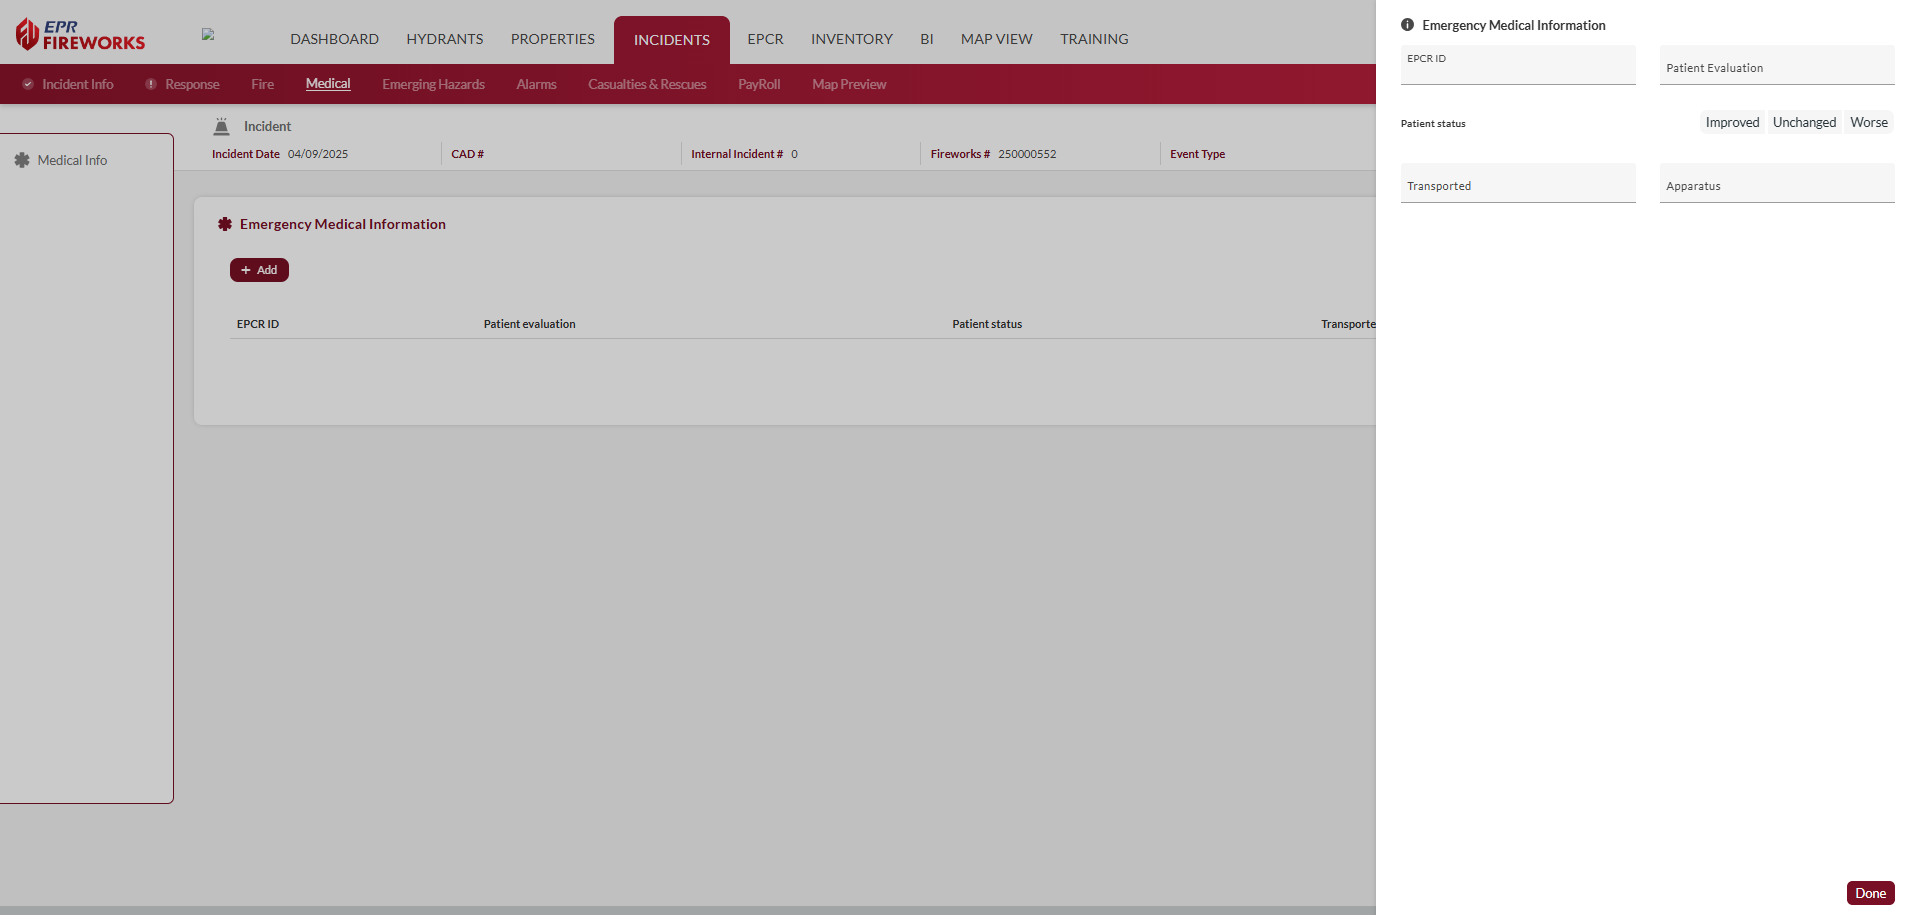 EPR
FIREWORKS
DASHBOARD HYDRANTS PROPERTIES INCIDENTS EPCR INVENTORY BI MAP VIEW TRAINING
Incident Info Response Fire Medical Emerging Hazards Alarms Casualties & Rescues PayRoll Map Preview
Medical Info
Incident
Incident Date 04/09/2025 CAD # Internal Incident # 0 Fireworks # 250000552 Event Type
Emergency Medical Information
+ Add
EPCR ID Patient evaluation Patient status Transporte
Emergency Medical Information
EPCR ID
Patient Evaluation
Patient status Improved Unchanged Worse
Transported Apparatus
Done